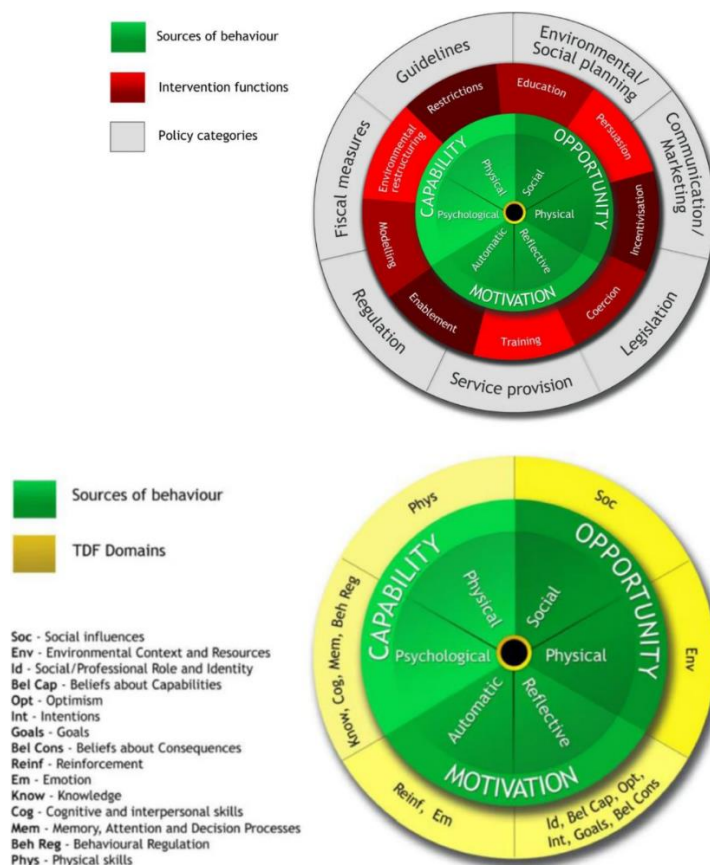 Sources of behaviour
Intervention functions
Policy categories
Guidelines
Environmental/
Social planning
Communication/
Marketing
Legislation
Service provision
Regulation
Fiscal measures
Restrictions
Education
Persuasion
Incentivisation
Coercion
Training
Enablement
Modelling
Environmental
restructuring
CAPABILITY
OPPORTUNITY
MOTIVATION
Physical
Social
Psychological
Physical
Automatic
Reflective
Sources of behaviour
TDF Domains
Soc - Social influences
Env - Environmental Context and Resources
Id - Social/Professional Role and Identity
Bel Cap - Beliefs about Capabilities
Opt - Optimism
Int - Intentions
Goals - Goals
Bel Cons - Beliefs about Consequences
Reinf - Reinforcement
Em - Emotion
Know - Knowledge
Cog - Cognitive and interpersonal skills
Mem - Memory, Attention and Decision Processes
Beh Reg - Behavioural Regulation
Phys - Physical skills
Phys
Soc
Env
Id, Bel Cap, Opt,
Int, Goals, Bel Cons
Reinf, Em
Know, Cog, Mem, Beh Reg
CAPABILITY
OPPORTUNITY
MOTIVATION
Physical
Social
Psychological
Physical
Automatic
Reflective